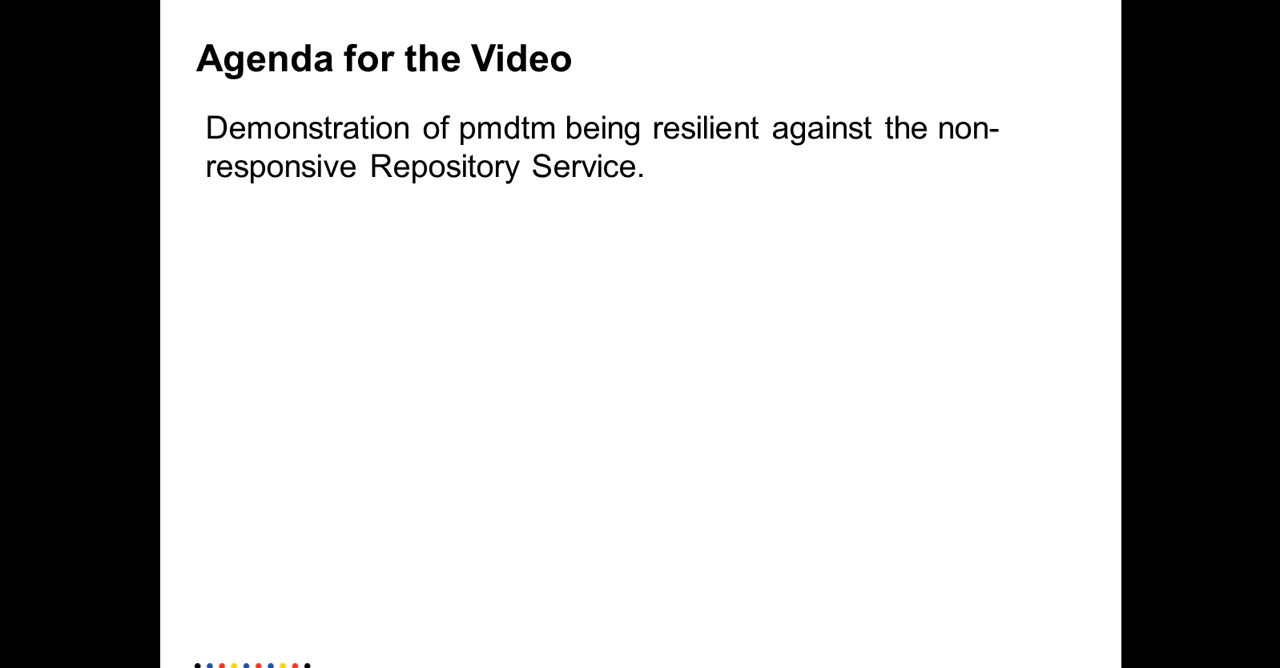 Agenda for the Video
Demonstration of pmdtm being resilient against the non-
responsive Repository Service.